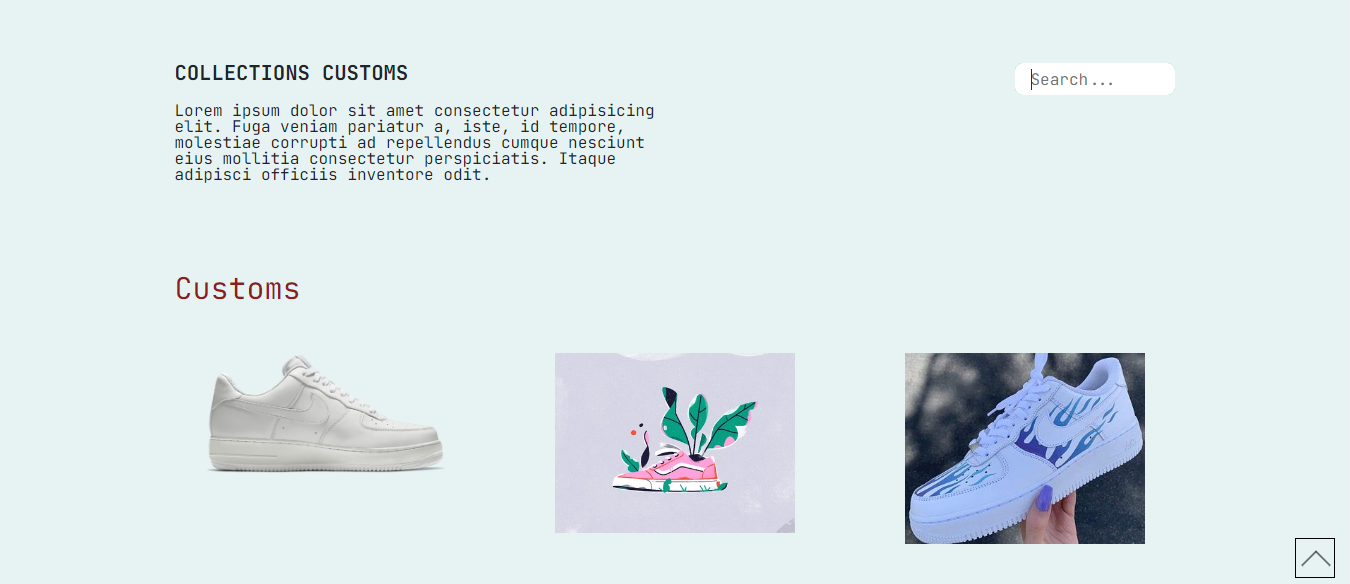 COLLECTIONS CUSTOMS
Search...
Lorem ipsum dolor sit amet consectetur adipisicing
elit. Fuga veniam pariatur a, iste, id tempore,
molestiae corrupti ad repellendus cumque nesciunt
eius mollitia consectetur perspiciatis. Itaque
adipisci officiis inventore odit.
Customs